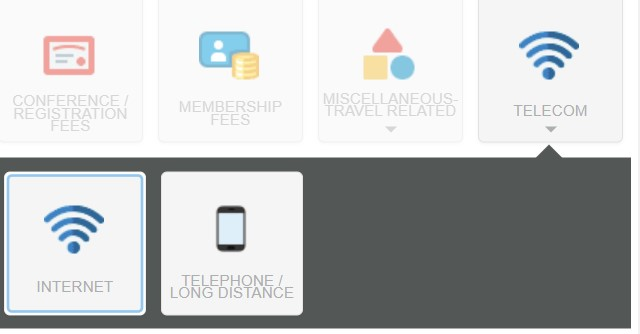 CONFERENCE /
REGISTRATION
FEES
MEMBERSHIP
FEES
MISCELLANEOUS-
TRAVEL RELATED
TELECOM
INTERNET
TELEPHONE /
LONG DISTANCE